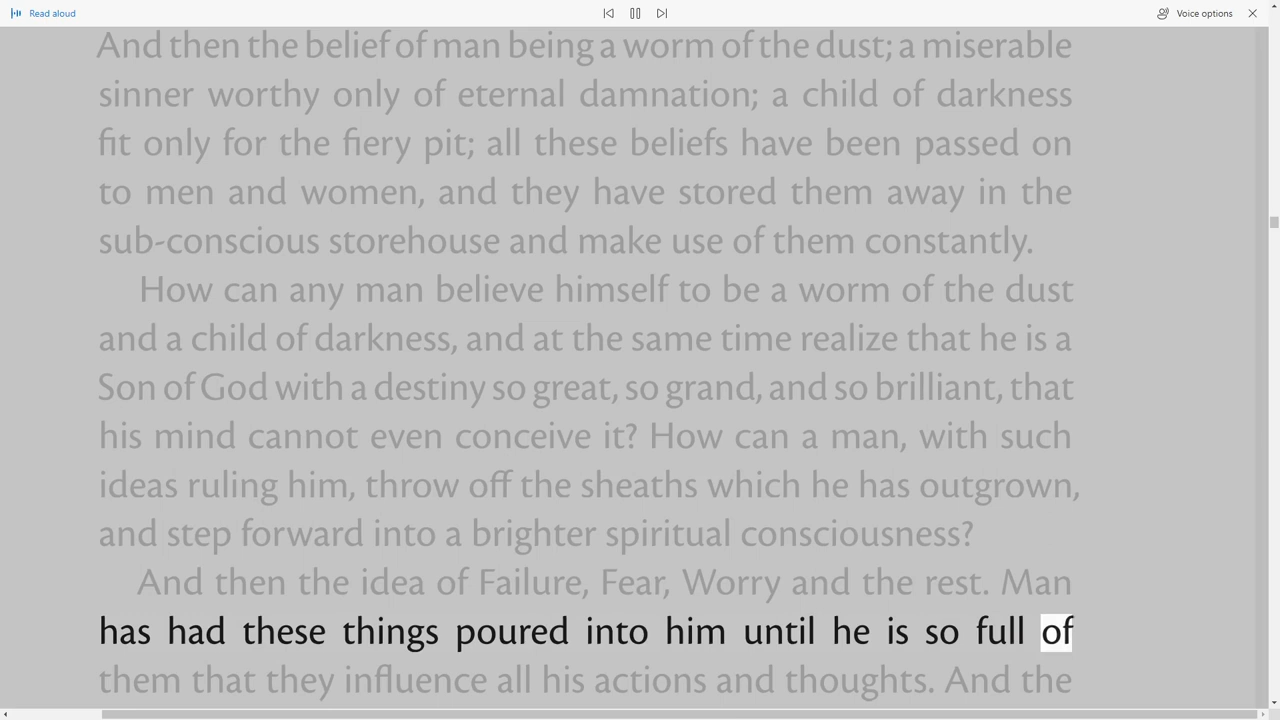 Read aloud
Voice options
And then the belief of man being a worm of the dust; a miserable
sinner worthy only of eternal damnation; a child of darkness
fit only for the fiery pit; all these beliefs have been passed on
to men and women, and they have stored them away in the
sub-conscious storehouse and make use of them constantly.
How can any man believe himself to be a worm of the dust
and a child of darkness, and at the same time realize that he is a
Son of God with a destiny so great, so grand, and so brilliant, that
his mind cannot even conceive it? How can a man, with such
ideas ruling him, throw off the sheaths which he has outgrown,
and step forward into a brighter spiritual consciousness?
And then the idea of Failure, Fear, Worry and the rest. Man
has had these things poured into him until he is so full of
them that they influence all his actions and thoughts. And the